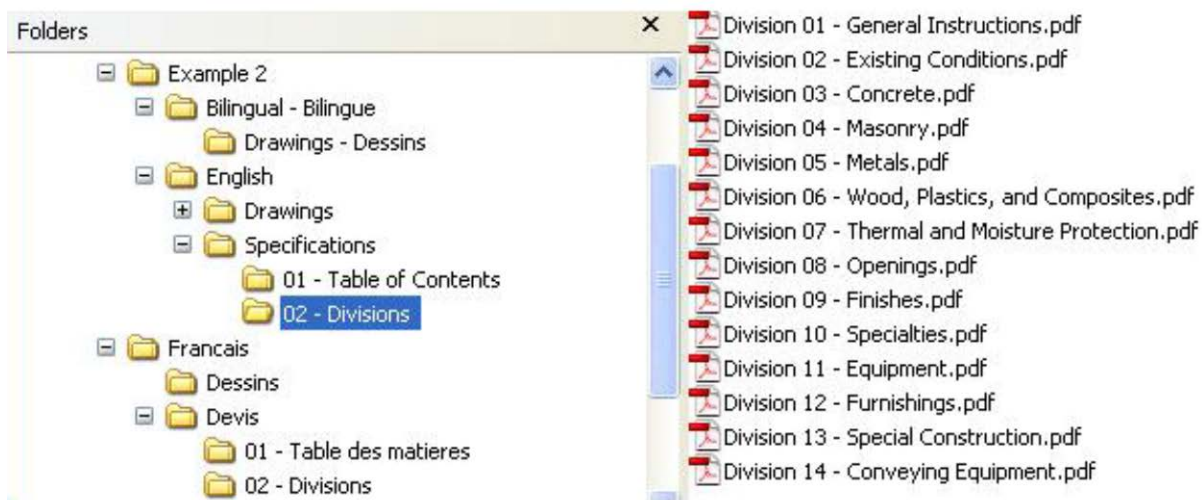 Folders
Example 2
Bilingual - Bilingue
Drawings - Dessins
English
Drawings
Specifications
01 - Table of Contents
02 - Divisions
Francais
Dessins
Devis
01 - Table des matieres
02 - Divisions
Division 01 - General Instructions.pdf
Division 02 - Existing Conditions.pdf
Division 03 - Concrete.pdf
Division 04 - Masonry.pdf
Division 05 - Metals.pdf
Division 06 - Wood, Plastics, and Composites.pdf
Division 07 - Thermal and Moisture Protection.pdf
Division 08 - Openings.pdf
Division 09 - Finishes.pdf
Division 10 - Specialties.pdf
Division 11 - Equipment.pdf
Division 12 - Furnishings.pdf
Division 13 - Special Construction.pdf
Division 14 - Conveying Equipment.pdf